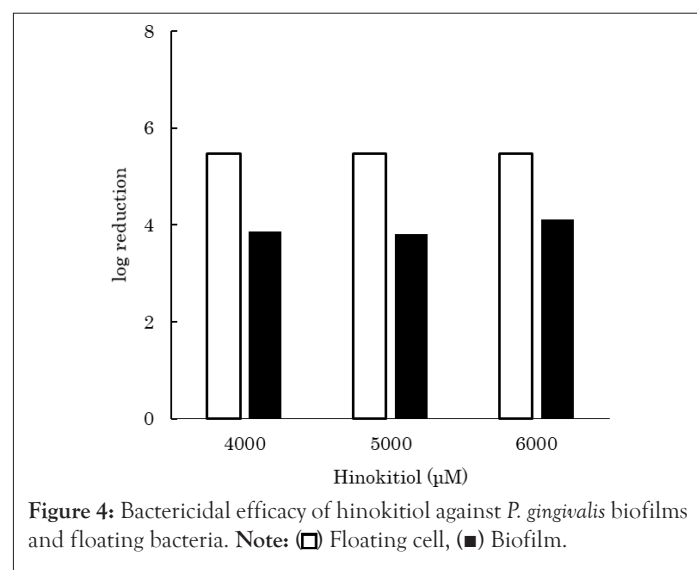 8
6
4
2
0
log reduction
4000 5000 6000
Hinokitiol (µM)
Figure 4: Bactericidal efficacy of hinokitiol against P. gingivalis biofilms
and floating bacteria. Note: (□) Floating cell, (■) Biofilm.